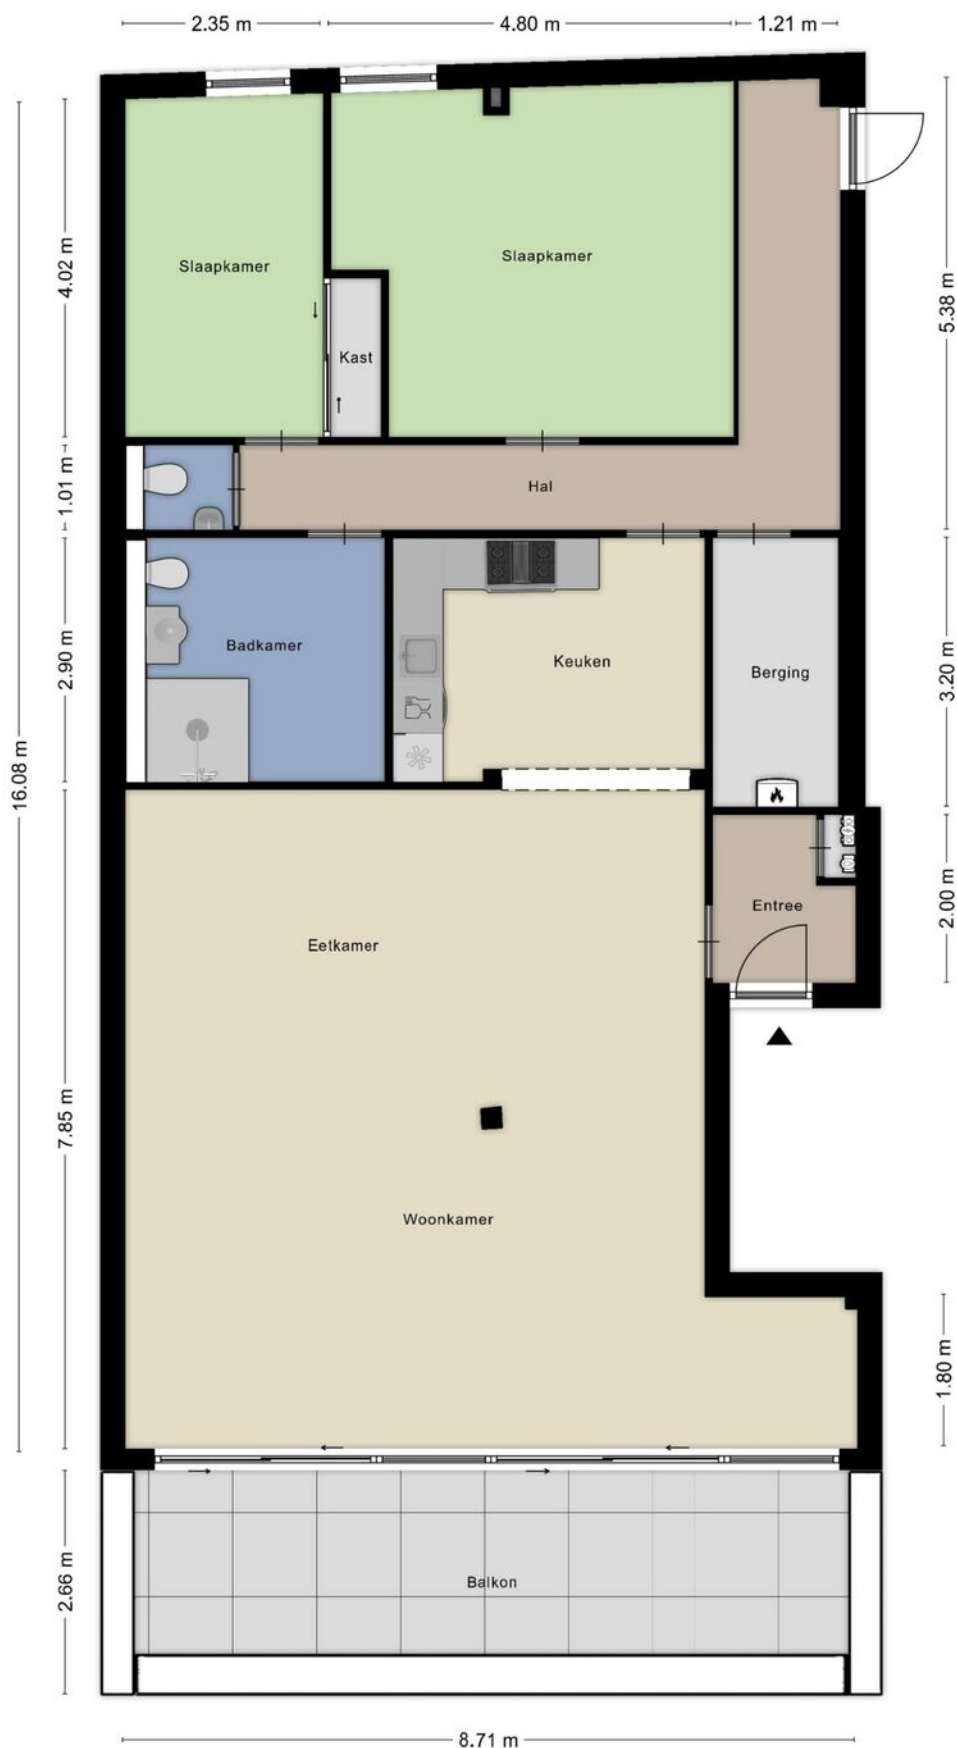 2.35 m
4.80 m
1.21 m
4.02 m
Slaapkamer
Slaapkamer
5.38 m
Kast
1.01 m
Hal
2.90 m
Badkamer
Keuken
Berging
3.20 m
16.08 m
Entree
2.00 m
Eetkamer
7.85 m
Woonkamer
1.80 m
2.66 m
Balkon
8.71 m